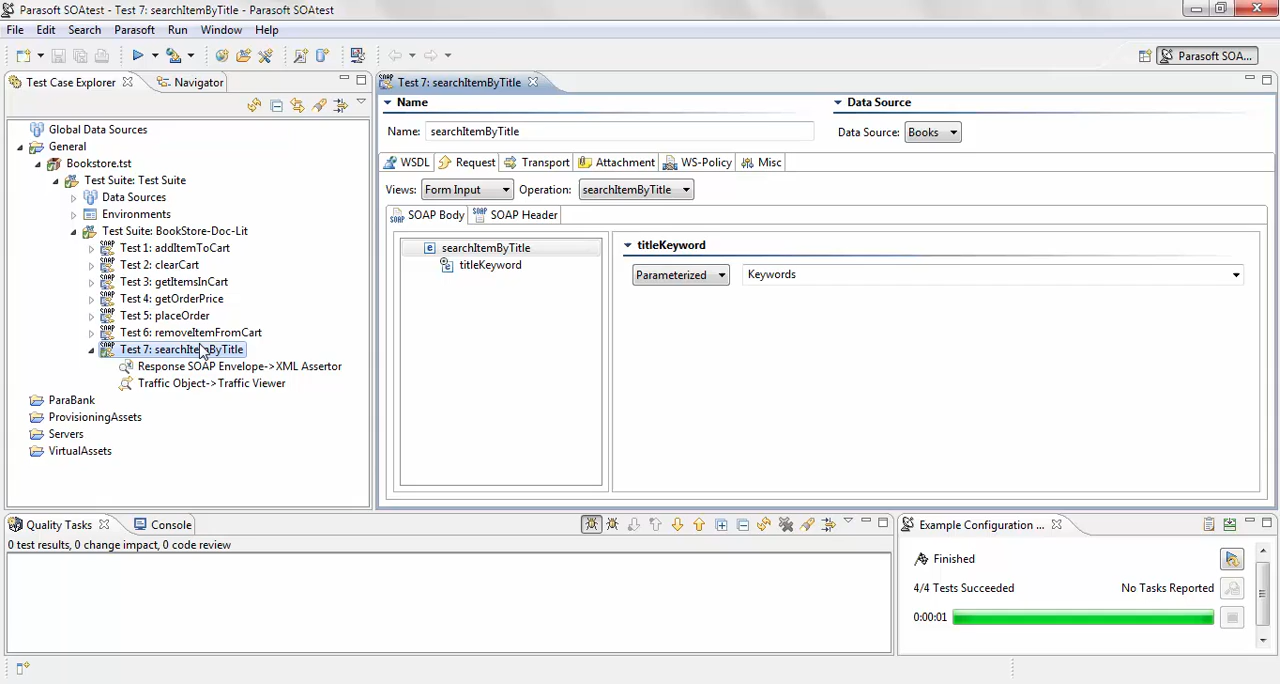 Parasoft SOAtest - Test 7: searchItemByTitle - Parasoft SOAtest
File Edit Search Parasoft Run Window Help
Parasoft SOA...
Test Case Explorer Navigator
Global Data Sources
General
Bookstore.tst
Test Suite: Test Suite
Data Sources
Environments
Test Suite: BookStore-Doc-Lit
Test 1: addItemToCart
Test 2: clearCart
Test 3: getItemsInCart
Test 4: getOrderPrice
Test 5: placeOrder
Test 6: removeItemFromCart
Test 7: searchItemByTitle
Response SOAP Envelope->XML Assertor
Traffic Object->Traffic Viewer
ParaBank
ProvisioningAssets
Servers
VirtualAssets
Test 7: searchItemByTitle
Name Data Source
Name: searchItemByTitle Data Source: Books
WSDL Request Transport Attachment WS-Policy Misc
Views: Form Input Operation: searchItemByTitle
SOAP Body SOAP Header
searchItemByTitle
titleKeyword
titleKeyword
Parameterized Keywords
Quality Tasks Console
0 test results, 0 change impact, 0 code review
Example Configuration ...
Finished
4/4 Tests Succeeded No Tasks Reported
0:00:01